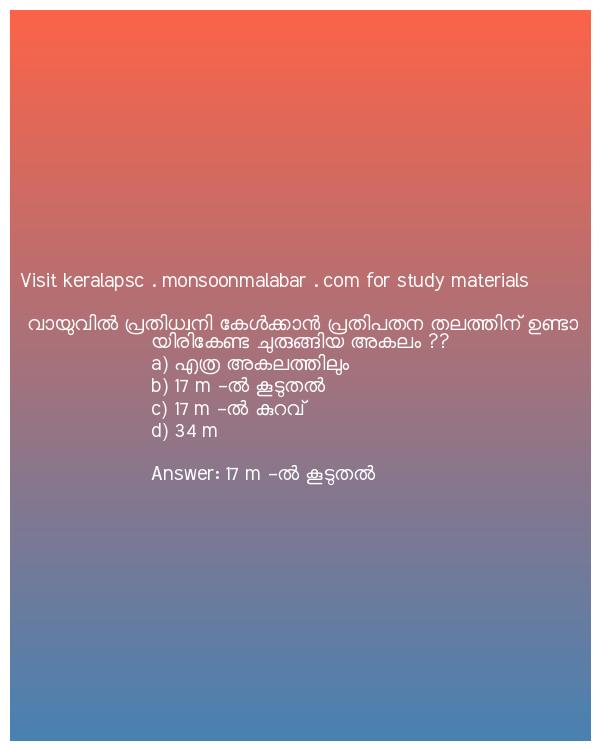 Visit keralapsc . monsoonmalabar . com for study materials
വായുവിൽ പ്രതിധ്വനി കേൾക്കാൻ പ്രതിപതന തലത്തിന് ഉണ്ടാ
യിരികേണ്ട ചുരുങ്ങിയ അകലം ??
a) എത്ര അകലത്തിലും
b) 17 m -ൽ കൂടുതൽ
c) 17 m -ൽ കുറവ്
d) 34 m
Answer: 17 m -ൽ കൂടുതൽ